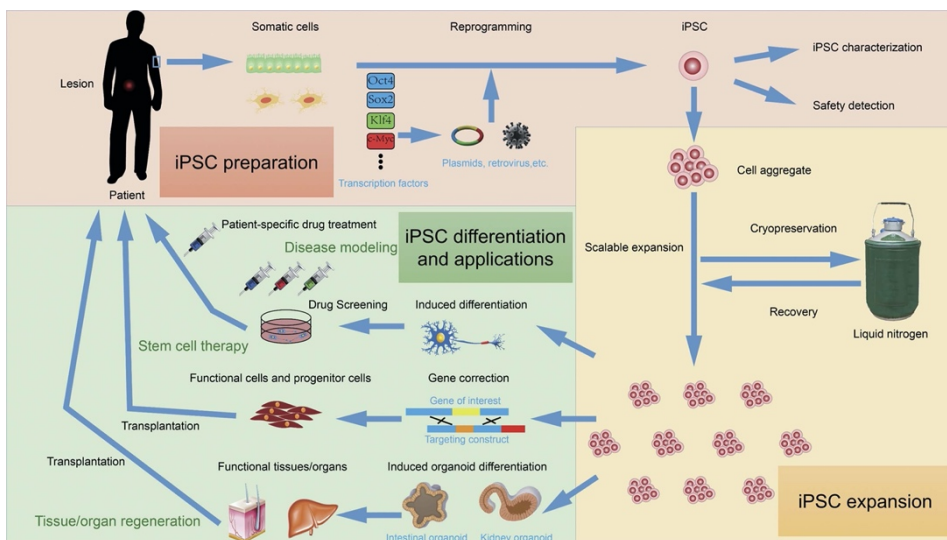 Somatic cells
Reprogramming
iPSC
iPSC characterization
Lesion
Oct4
Sox2
Klf4
c-Myc
Safety detection
iPSC preparation
Plasmids, retrovirus,etc.
Transcription factors
Patient
Cell aggregate
Patient-specific drug treatment
Disease modeling
iPSC differentiation
and applications
Scalable expansion
Cryopreservation
Recovery
Liquid nitrogen
Drug Screening
Induced differentiation
Stem cell therapy
Functional cells and progenitor cells
Gene correction
Gene of interest
Targeting construct
Transplantation
Transplantation
Functional tissues/organs
Induced organoid differentiation
Tissue/organ regeneration
Intestinal organoid
Kidney organoid
iPSC expansion